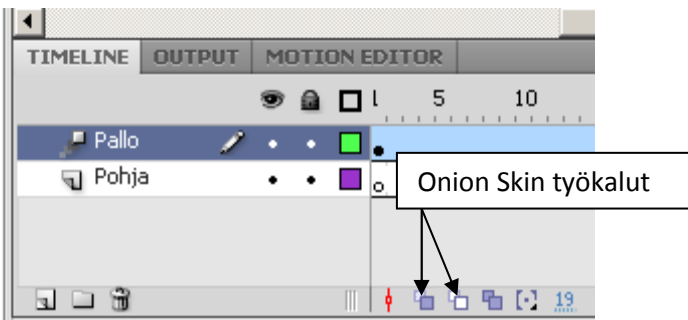 TIMELINE OUTPUT MOTION EDITOR
5 10
Pallo
Pohja
Onion Skin työkalut
19